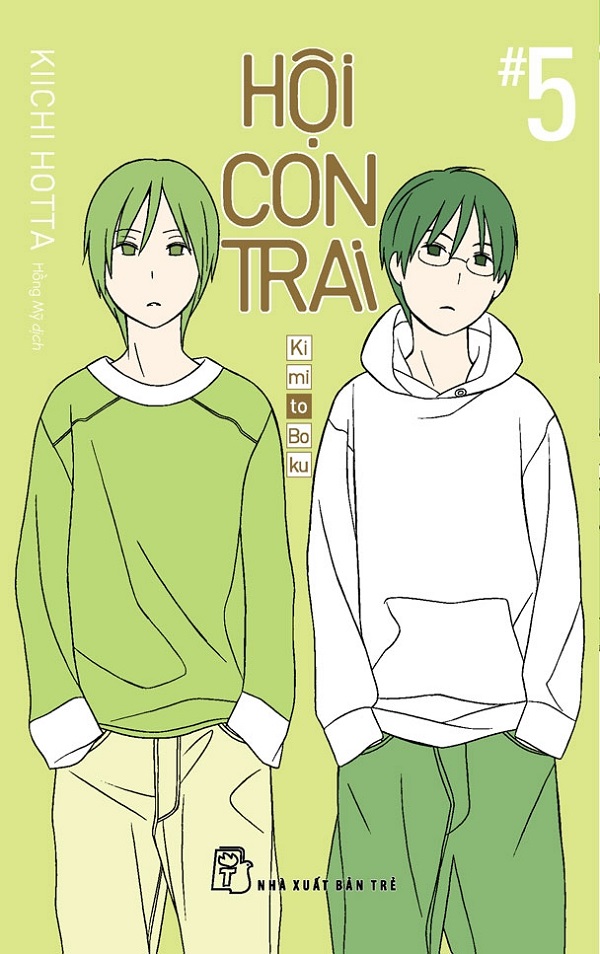 HỘI
CON
TRAI
#5
KIICHI HOTTA
Hồng Mỹ dịch
Ki
mi
to
Bo
ku
T
NHÀ XUẤT BẢN TRẺ